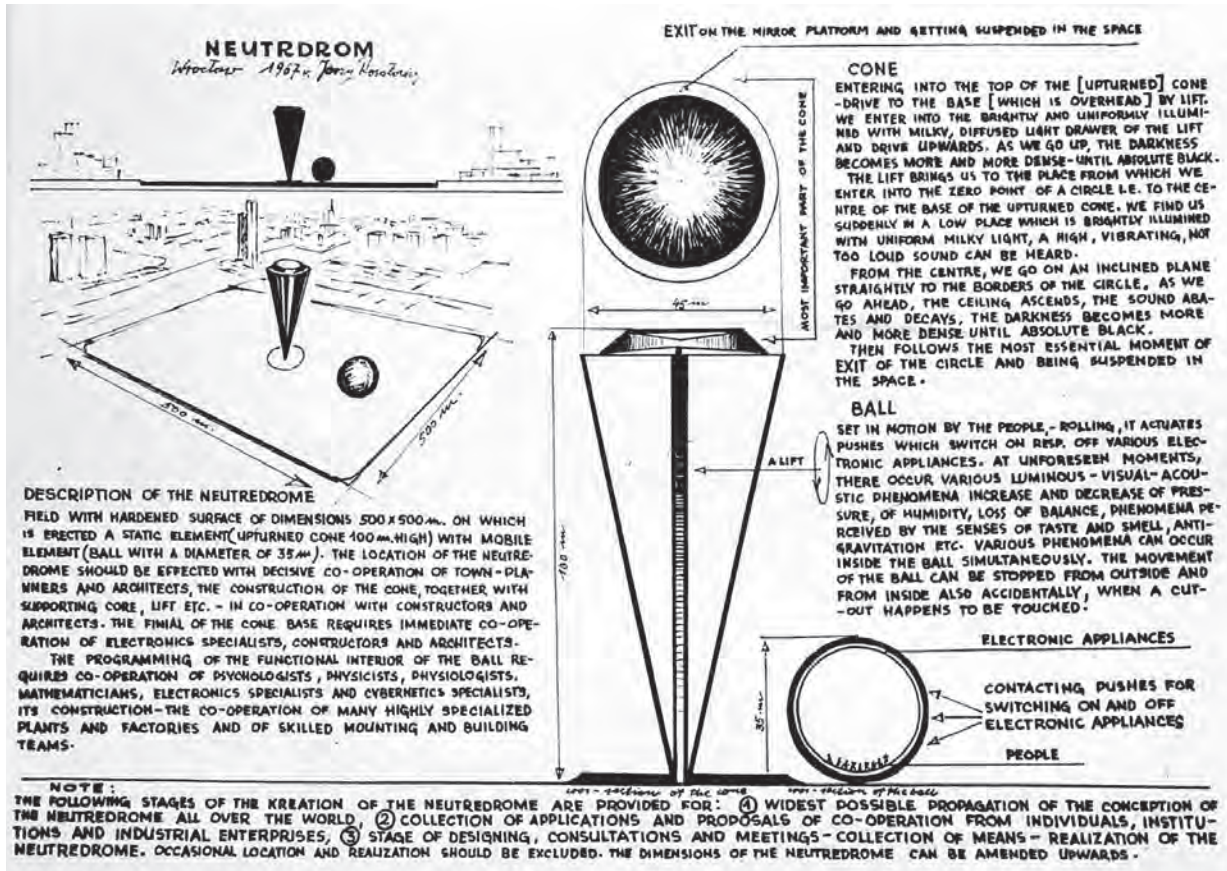 NEUTRDROM
Wrocław 1967r. Jerzy Rosołowicz
500 m.
500 m.
DESCRIPTION OF THE NEUTREDROME
FIELD WITH HARDENED SURFACE OF DIMENSIONS 500 x 500 m. ON WHICH
IS ERECTED A STATIC ELEMENT (UPTURNED CONE 100 m. HIGH) WITH MOBILE
ELEMENT (BALL WITH A DIAMETER OF 35 m). THE LOCATION OF THE NEUTRE-
DROME SHOULD BE EFFECTED WITH DECISIVE CO-OPERATION OF TOWN-PLA-
NNERS AND ARCHITECTS, THE CONSTRUCTION OF THE CONE, TOGETHER WITH
SUPPORTING CORE, LIFT ETC. - IN CO-OPERATION WITH CONSTRUCTORS AND
ARCHITECTS. THE FINIAL OF THE CONE BASE REQUIRES IMMEDIATE CO-OPE-
RATION OF ELECTRONICS SPECIALISTS, CONSTRUCTORS AND ARCHITECTS.
THE PROGRAMMING OF THE FUNCTIONAL INTERIOR OF THE BALL RE-
QUIRES CO-OPERATION OF PSYCHOLOGISTS, PHYSICISTS, PHYSIOLOGISTS.
MATHEMATICIANS, ELECTRONICS SPECIALISTS AND CYBERNETICS SPECIALISTS,
ITS CONSTRUCTION-THE CO-OPERATION OF MANY HIGHLY SPECIALIZED
PLANTS AND FACTORIES AND OF SKILLED MOUNTING AND BUILDING
TEAMS.
EXIT ON THE MIRROR PLATFORM AND GETTING SUSPENDED IN THE SPACE
MOST IMPORTANT PART OF THE CONE
45 m
100 m
A LIFT
cross-section of the cone
CONE
ENTERING INTO THE TOP OF THE [UPTURNED] CONE
-DRIVE TO THE BASE [WHICH IS OVERHEAD] BY LIFT.
WE ENTER INTO THE BRIGHTLY AND UNIFORMLY ILLUMI-
NED WITH MILKY, DIFFUSED LIGHT DRAWER OF THE LIFT
AND DRIVE UPWARDS. AS WE GO UP, THE DARKNESS
BECOMES MORE AND MORE DENSE-UNTIL ABSOLUTE BLACK.
THE LIFT BRINGS US TO THE PLACE FROM WHICH WE
ENTER INTO THE ZERO POINT OF A CIRCLE I.E. TO THE CE-
NTRE OF THE BASE OF THE UPTURNED CONE. WE FIND US
SUDDENLY IN A LOW PLACE WHICH IS BRIGHTLY ILLUMINED
WITH UNIFORM MILKY LIGHT, A HIGH, VIBRATING, NOT
TOO LOUD SOUND CAN BE HEARD.
FROM THE CENTRE, WE GO ON AN INCLINED PLANE
STRAIGHTLY TO THE BORDERS OF THE CIRCLE. AS WE
GO AHEAD, THE CEILING ASCENDS, THE SOUND ABA-
TES AND DECAYS, THE DARKNESS BECOMES MORE
AND MORE DENSE UNTIL ABSOLUTE BLACK.
THEN FOLLOWS THE MOST ESSENTIAL MOMENT OF
EXIT OF THE CIRCLE AND BEING SUSPENDED IN
THE SPACE.
BALL
SET IN MOTION BY THE PEOPLE,-ROLLING, IT ACTUATES
PUSHES WHICH SWITCH ON RESP. OFF VARIOUS ELEC-
TRONIC APPLIANCES. AT UNFORESEEN MOMENTS,
THERE OCCUR VARIOUS LUMINOUS-VISUAL-ACOU-
STIC PHENOMENA INCREASE AND DECREASE OF PRES-
SURE, OF HUMIDITY, LOSS OF BALANCE, PHENOMENA PE-
RCEIVED BY THE SENSES OF TASTE AND SMELL, ANTI-
GRAVITATION ETC. VARIOUS PHENOMENA CAN OCCUR
INSIDE THE BALL SIMULTANEOUSLY. THE MOVEMENT
OF THE BALL CAN BE STOPPED FROM OUTSIDE AND
FROM INSIDE ALSO ACCIDENTALLY, WHEN A CUT-
-OUT HAPPENS TO BE TOUCHED.
35 m
ELECTRONIC APPLIANCES
CONTACTING PUSHES FOR
SWITCHING ON AND OFF
ELECTRONIC APPLIANCES
PEOPLE
cross-section of the ball
NOTE:
THE FOLLOWING STAGES OF THE KREATION OF THE NEUTREDROME ARE PROVIDED FOR: ① WIDEST POSSIBLE PROPAGATION OF THE CONCEPTION OF
THE NEUTREDROME ALL OVER THE WORLD, ② COLLECTION OF APPLICATIONS AND PROPOSALS OF CO-OPERATION FROM INDIVIDUALS, INSTITU-
TIONS AND INDUSTRIAL ENTERPRISES, ③ STAGE OF DESIGNING, CONSULTATIONS AND MEETINGS-COLLECTION OF MEANS-REALIZATION OF THE
NEUTREDROME. OCCASIONAL LOCATION AND REALIZATION SHOULD BE EXCLUDED. THE DIMENSIONS OF THE NEUTREDROME CAN BE AMENDED UPWARDS.